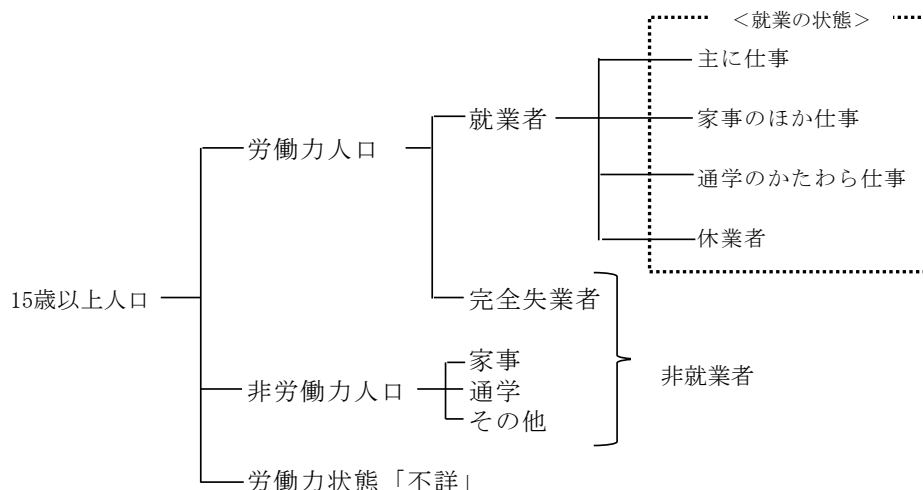 <就業の状態>
主に仕事
就業者
家事のほか仕事
労働力人口
通学のかたわら仕事
休業者
15歳以上人口
完全失業者
家事
非就業者
非労働力人口
通学
その他
労働力状態「不詳」